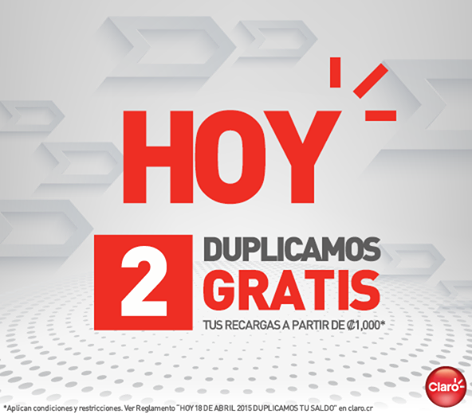 HOY
2
DUPLICAMOS
GRATIS
TUS RECARGAS A PARTIR DE ₡1,000*
Claro
*Aplican condiciones y restricciones. Ver Reglamento "HOY 18 DE ABRIL 2015 DUPLICAMOS TU SALDO" en claro.cr